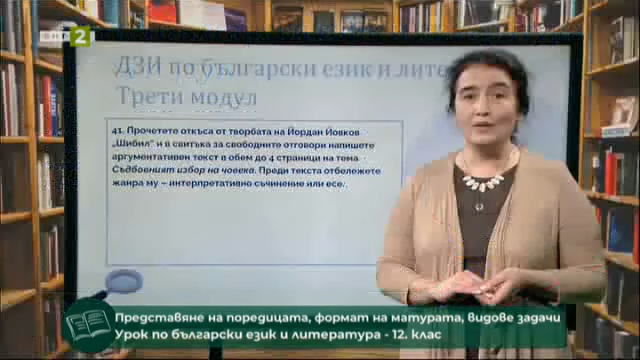 БНТ 2
ДЗИ по български език и лите
Трети модул
41. Прочетете откъса от творбата на Йордан Йовков
„Шибил" и в свитъка за свободните отговори напишете
аргументативен текст в обем до 4 страници на тема
Съдбовният избор на човека. Преди текста отбележете
жанра му – интерпретативно съчинение или есе.
Представяне на поредицата, формат на матурата, видове задачи
Урок по български език и литература - 12. клас